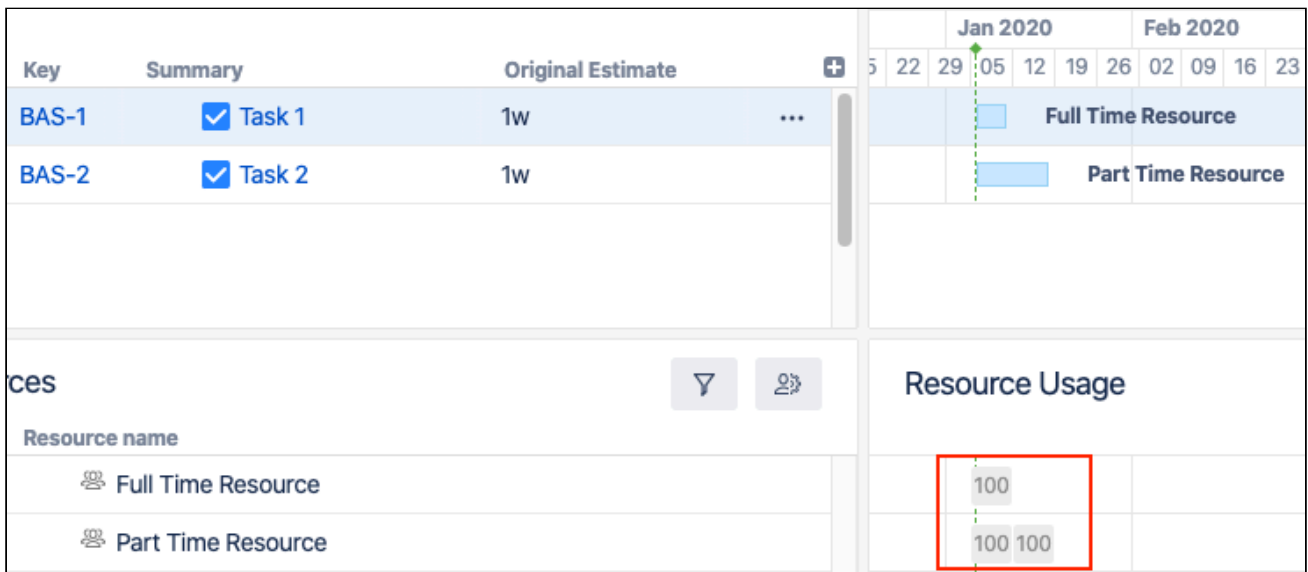 Jan 2020 Feb 2020
Key Summary Original Estimate 5 22 29 05 12 19 26 02 09 16 23
BAS-1 Task 1 1w ... Full Time Resource
BAS-2 Task 2 1w Part Time Resource
rces Resource Usage
Resource name
Full Time Resource 100
Part Time Resource 100 100